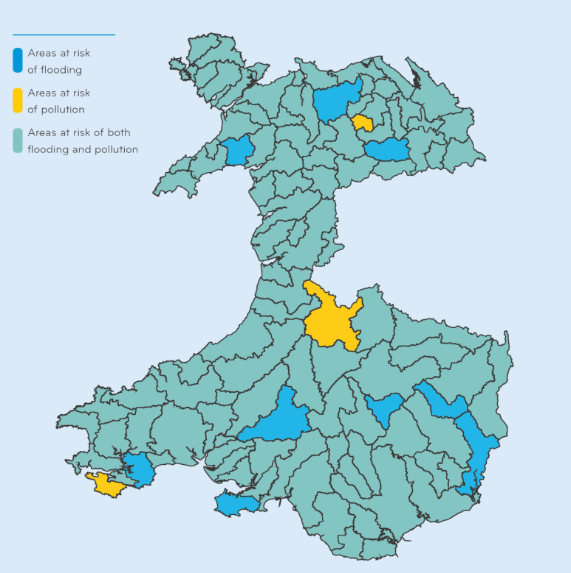 Areas at risk
of flooding
Areas at risk
of pollution
Areas at risk of both
flooding and pollution